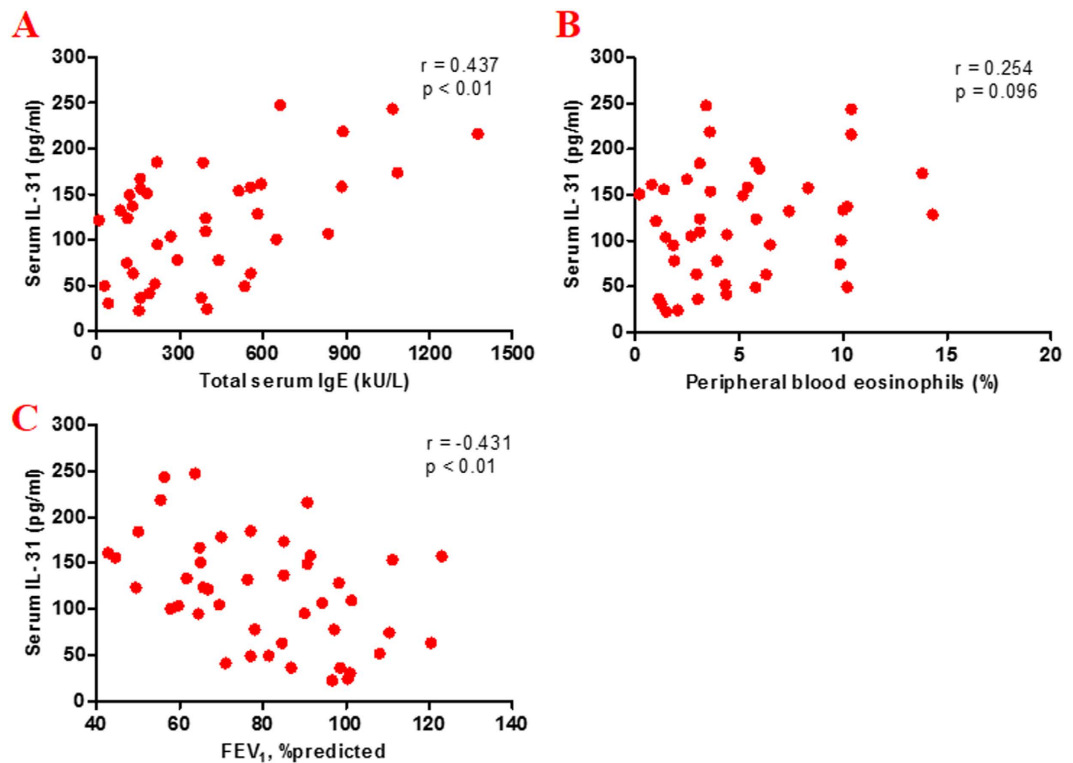 A
r = 0.437
p < 0.01
Serum IL-31 (pg/ml)
300
250
200
150
100
50
0
0 300 600 900 1200 1500
Total serum IgE (kU/L)
B
r = 0.254
p = 0.096
Serum IL-31 (pg/ml)
300
250
200
150
100
50
0
0 5 10 15 20
Peripheral blood eosinophils (%)
C
r = -0.431
p < 0.01
Serum IL-31 (pg/ml)
300
250
200
150
100
50
0
40 60 80 100 120 140
FEV₁, %predicted